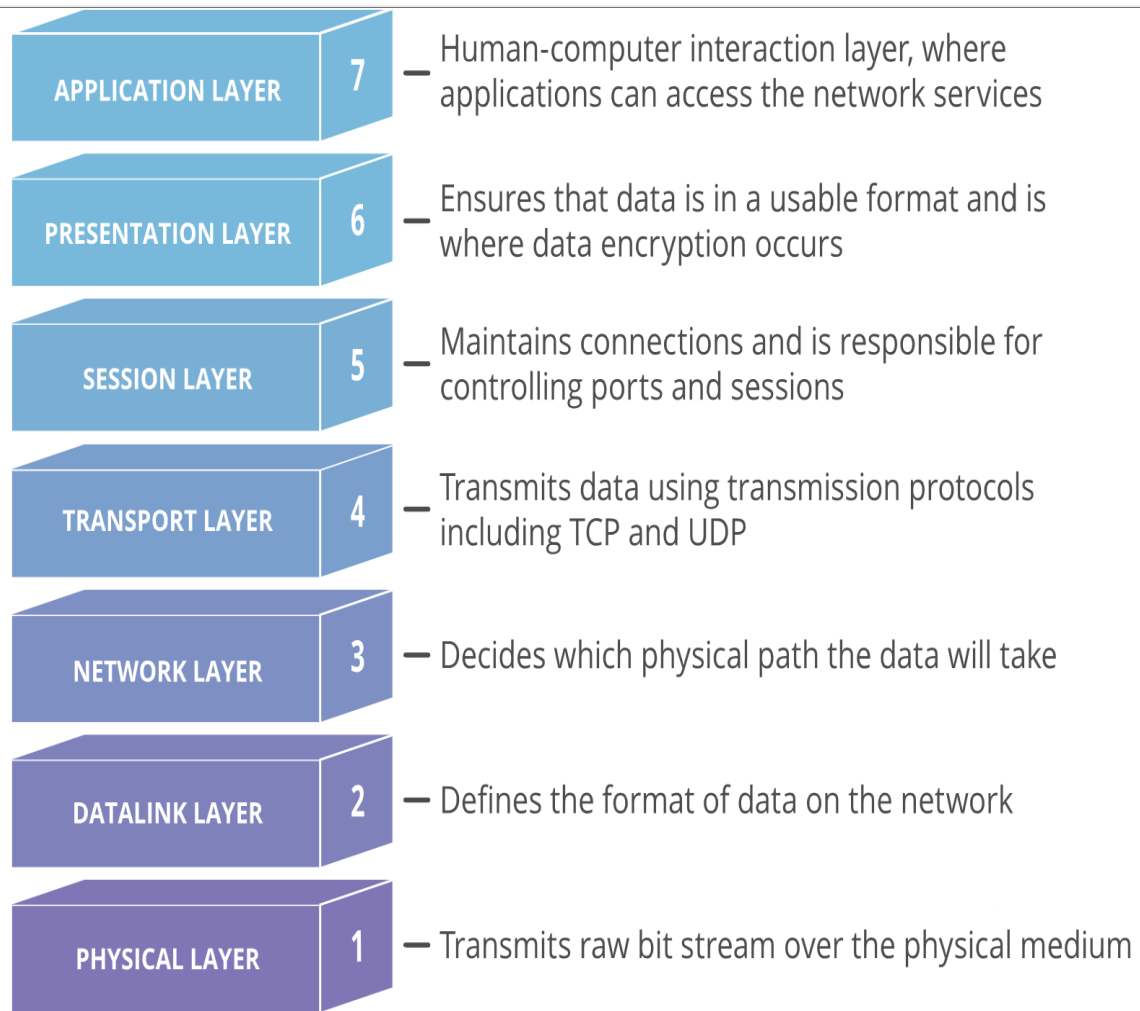 APPLICATION LAYER
7
Human-computer interaction layer, where
applications can access the network services
PRESENTATION LAYER
6
Ensures that data is in a usable format and is
where data encryption occurs
SESSION LAYER
5
Maintains connections and is responsible for
controlling ports and sessions
TRANSPORT LAYER
4
Transmits data using transmission protocols
including TCP and UDP
NETWORK LAYER
3
Decides which physical path the data will take
DATALINK LAYER
2
Defines the format of data on the network
PHYSICAL LAYER
1
Transmits raw bit stream over the physical medium